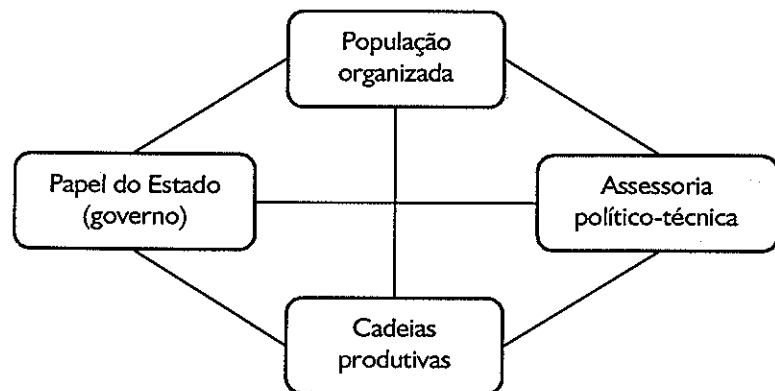 População
organizada
Papel do Estado
(governo)
Assessoria
político-técnica
Cadeias
produtivas